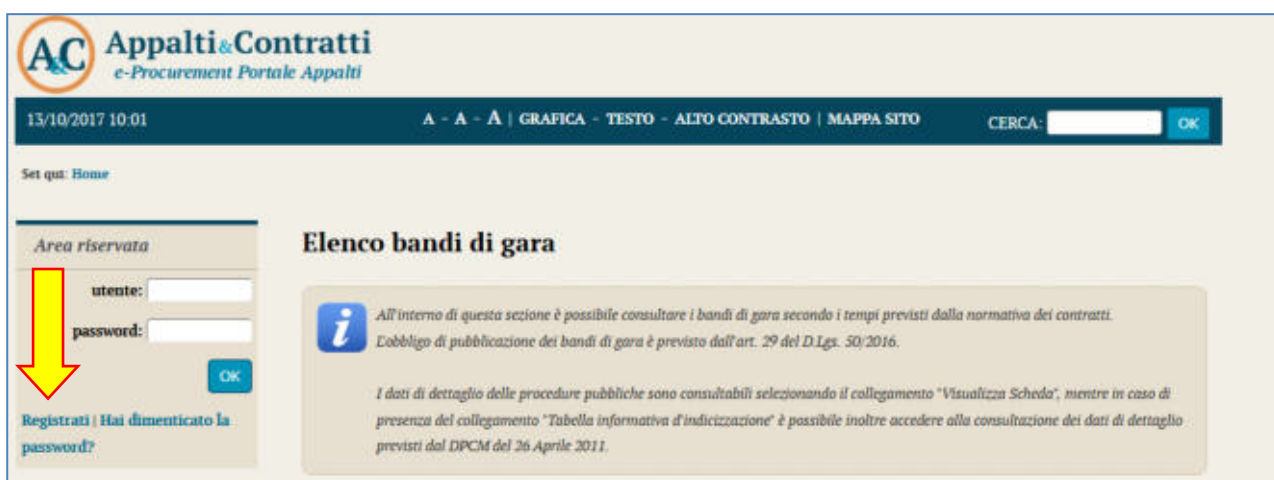 A&C Appalti&Contratti
e-Procurement Portale Appalti
13/10/2017 10:01
A - A - A | GRAFICA - TESTO - ALTO CONTRASTO | MAPPA SITO
CERCA: OK
Sei qui: Home
Area riservata
utente:
password:
OK
Registrati | Hai dimenticato la
password?
Elenco bandi di gara
i
All'interno di questa sezione è possibile consultare i bandi di gara secondo i tempi previsti dalla normativa dei contratti.
L'obbligo di pubblicazione dei bandi di gara è previsto dall'art. 29 del D.Lgs. 50/2016.
I dati di dettaglio delle procedure pubbliche sono consultabili selezionando il collegamento "Visualizza Scheda", mentre in caso di
presenza del collegamento "Tabella informativa d'indicizzazione" è possibile inoltre accedere alla consultazione dei dati di dettaglio
previsti dal DPCM del 26 Aprile 2011.